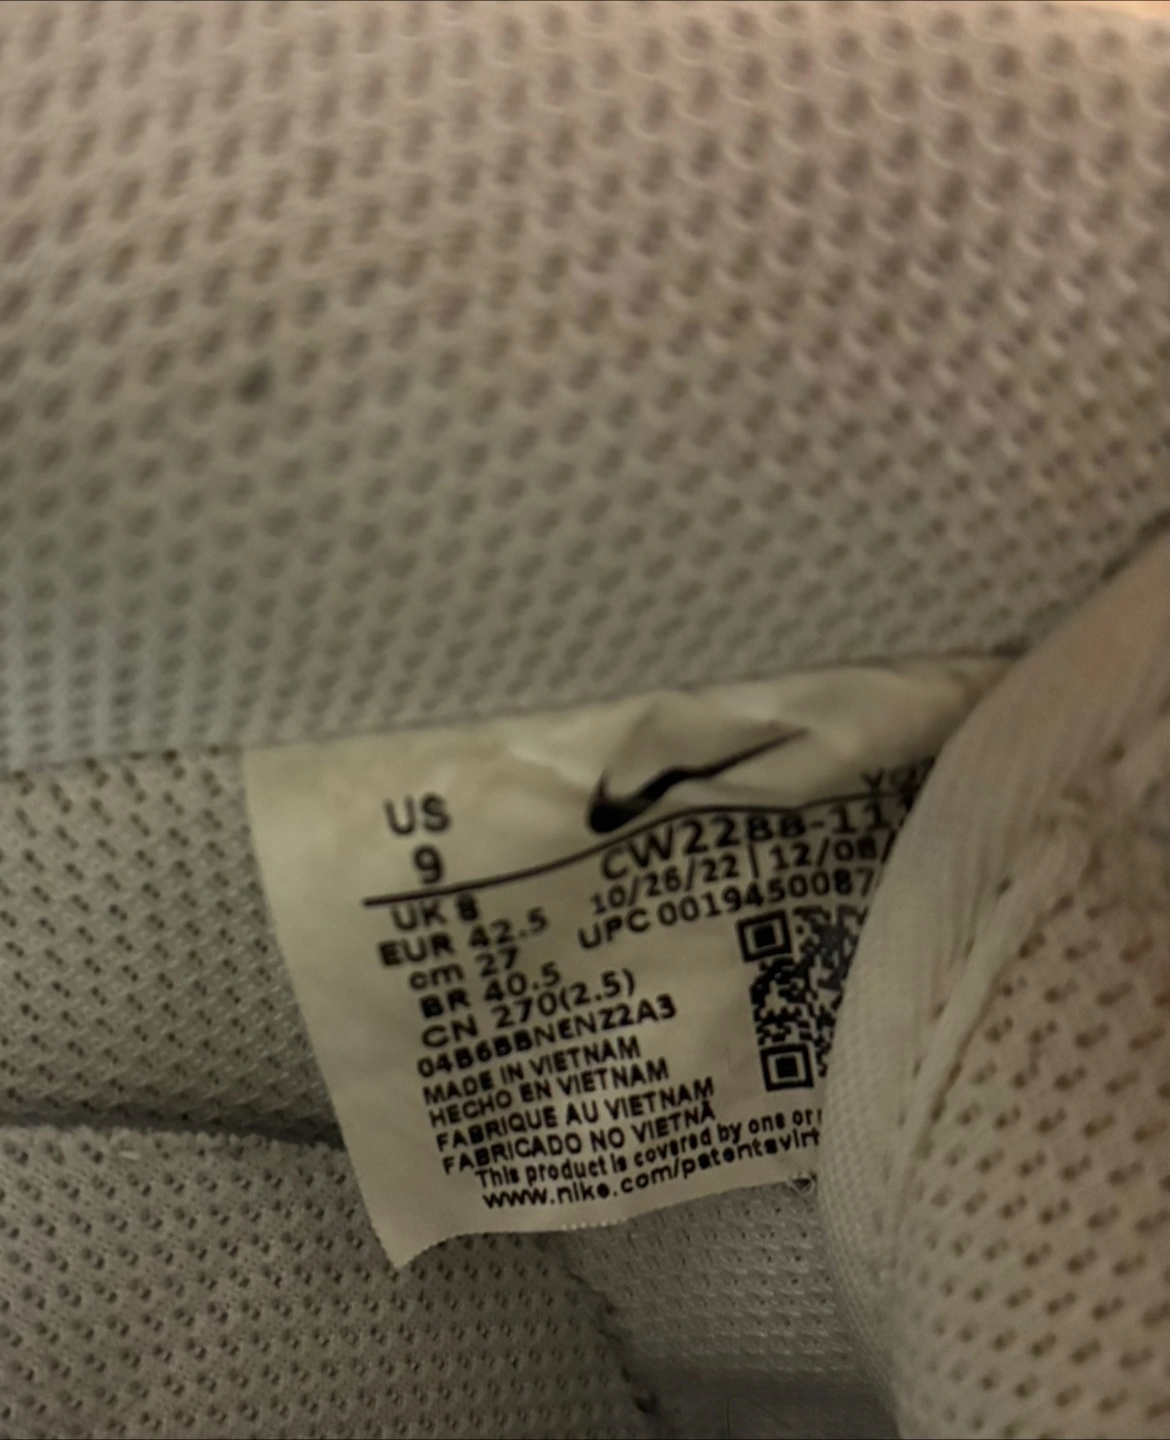 US
9
CW2288-11
10/26/22 | 12/08/
UPC 0019450087
UK 8
EUR 42.5
cm 27
BR 40.5
CN 270(2.5)
04B6BBNENZ2A3
MADE IN VIETNAM
HECHO EN VIETNAM
FABRIQUE AU VIETNAM
FABRICADO NO VIETNÃ
This product is covered by one or
www.nike.com/patentsvirt